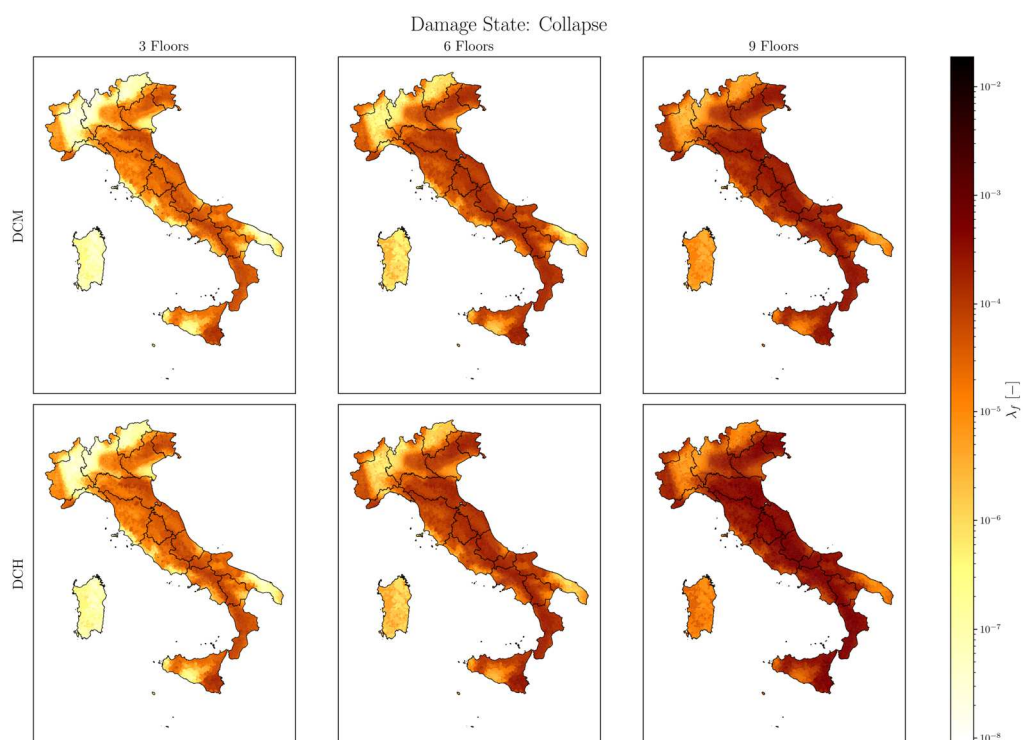 Damage State: Collapse
3 Floors
6 Floors
9 Floors
DCM
DCH
10⁻²
10⁻³
10⁻⁴
10⁻⁵
10⁻⁶
10⁻⁷
10⁻⁸
λf [−]